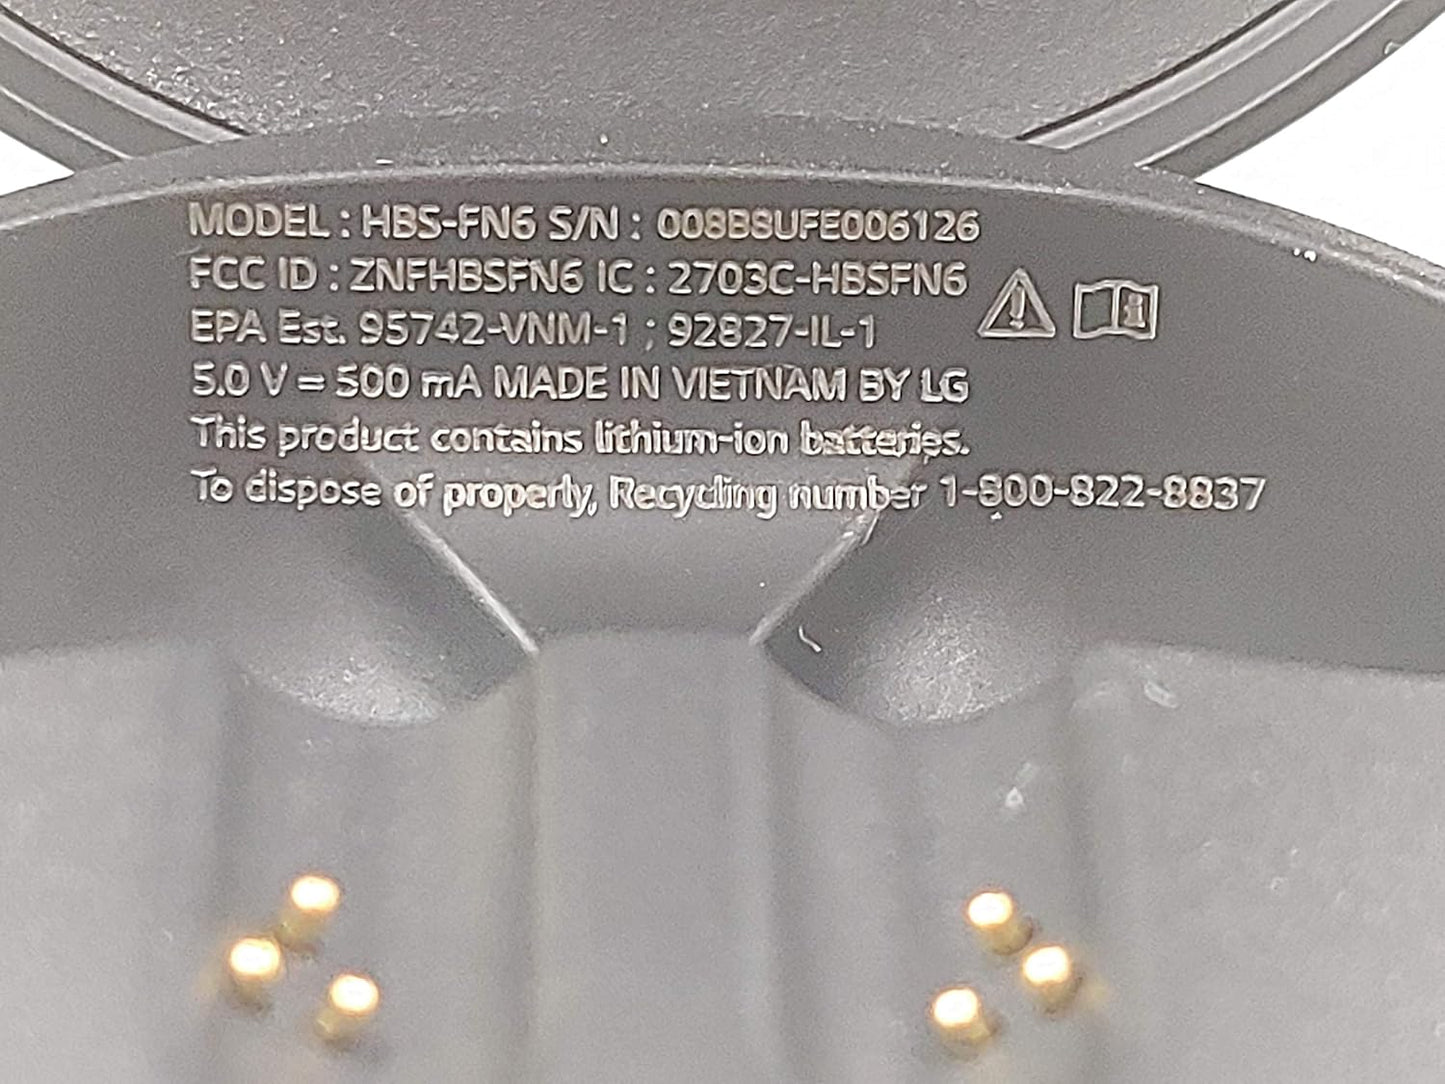 MODEL : HBS-FN6 S/N : 008B8UFE006126
FCC ID : ZNFHBSFN6 IC : 2703C-HBSFN6
EPA Est. 95742-VNM-1 ; 92827-IL-1
5.0 V = 500 mA MADE IN VIETNAM BY LG
This product contains lithium-ion batteries.
To dispose of properly, Recycling number 1-800-822-8837